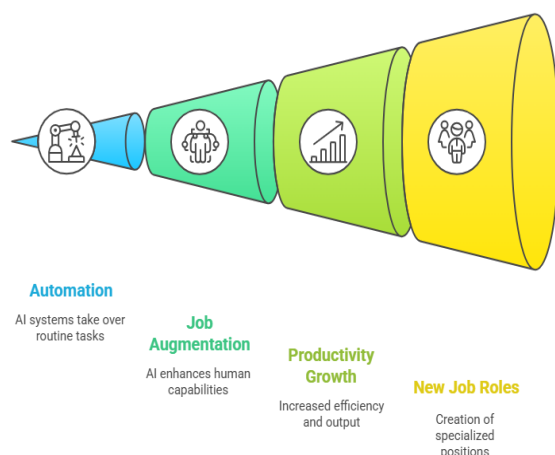 Automation
AI systems take over
routine tasks
Job
Augmentation
AI enhances human
capabilities
Productivity
Growth
Increased efficiency
and output
New Job Roles
Creation of
specialized
positions